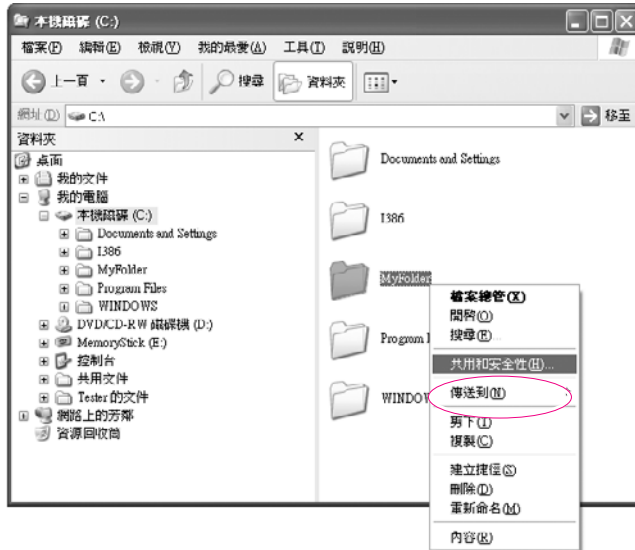 本機磁碟 (C:)
檔案(F) 編輯(E) 檢視(V) 我的最愛(A) 工具(T) 說明(H)
上一頁 搜尋 資料夾
網址(D) C:\ 移至
資料夾 x
桌面
我的文件
我的電腦
本機磁碟 (C:)
Documents and Settings
I386
MyFolder
Program Files
WINDOWS
DVD/CD-RW 磁碟機 (D:)
MemoryStick (E:)
控制台
共用文件
Tester 的文件
網路上的芳鄰
資源回收筒
Documents and Settings
I386
MyFolder
Program
WINDOW
檔案總管(X)
開啟(O)
搜尋(E)...
共用和安全性(H)...
傳送到(N)
剪下(T)
複製(C)
建立捷徑(S)
刪除(D)
重新命名(M)
內容(R)